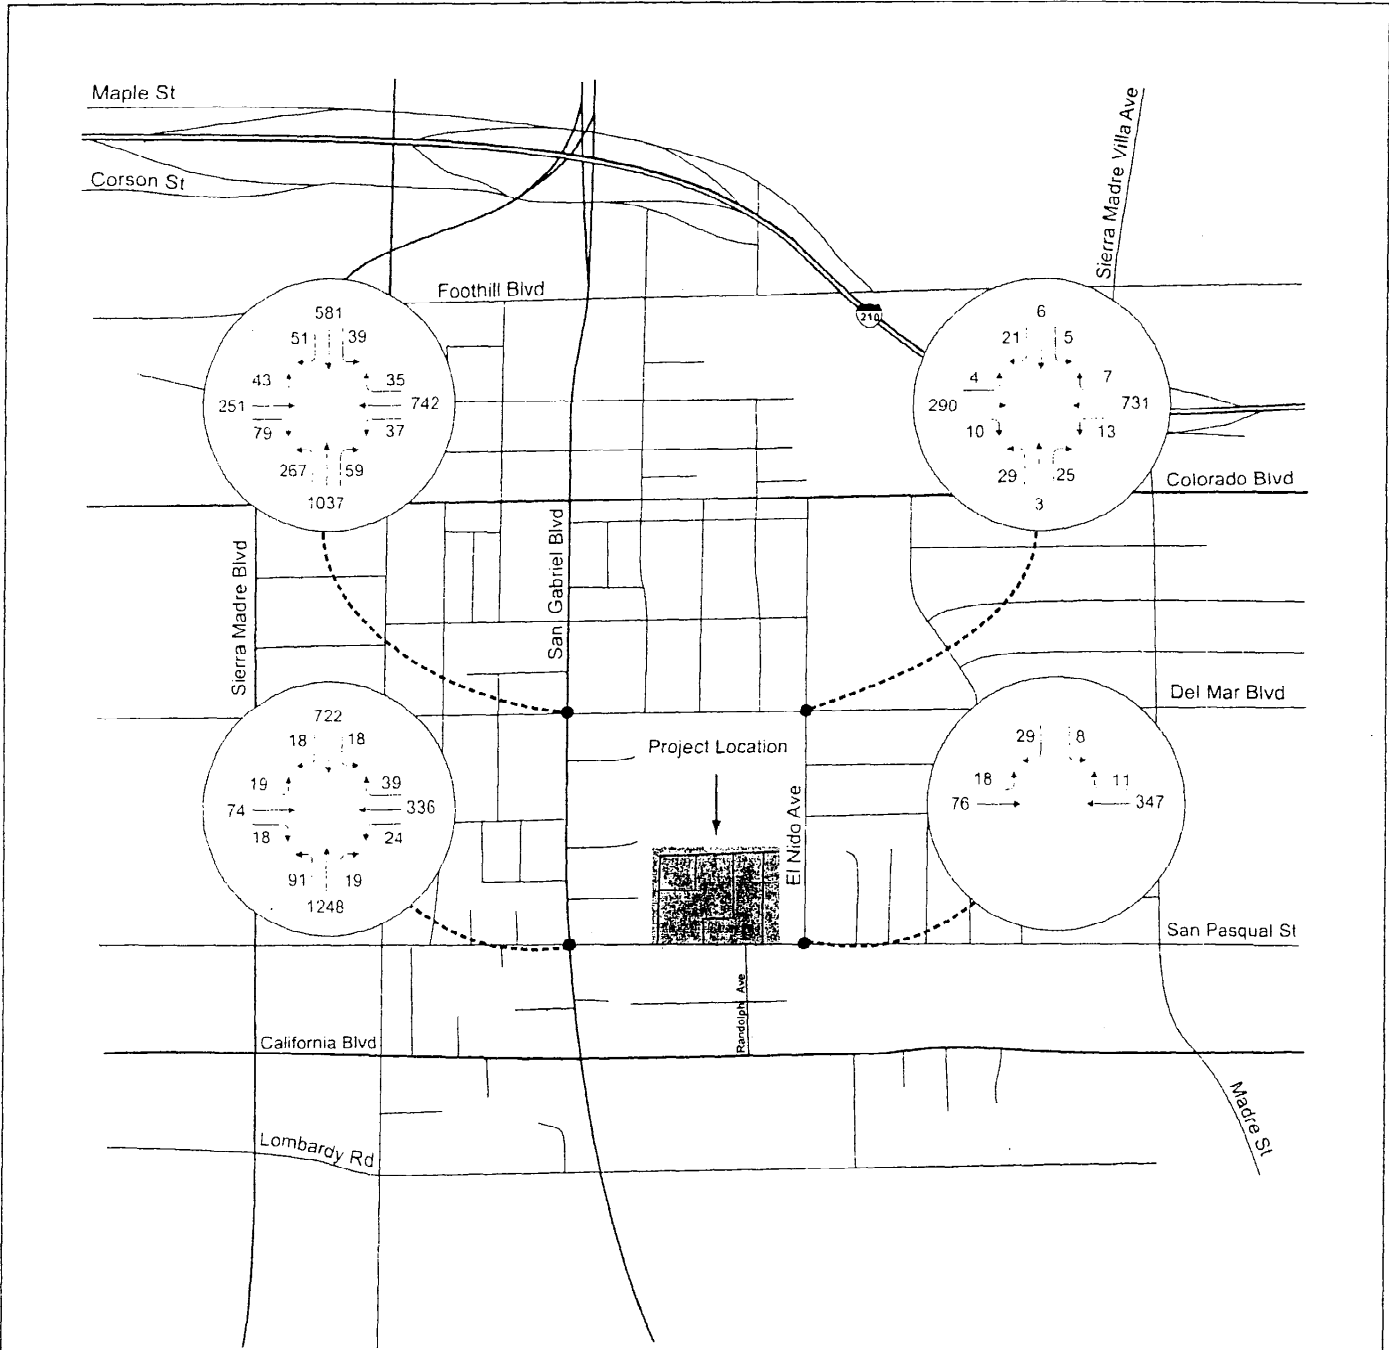 Maple St
Corson St
Sierra Madre Villa Ave
Foothill Blvd
210
581
51 39
43 35
251 742
79 37
267 59
1037
6
21 5
4 7
290 731
10 13
29 25
3
Colorado Blvd
Sierra Madre Blvd
San Gabriel Blvd
Del Mar Blvd
Project Location
El Nido Ave
722
18 18
19 39
74 336
18 24
91 19
1248
29 8
18 11
76 347
San Pasqual St
Randolph Ave
California Blvd
Madre St
Lombardy Rd